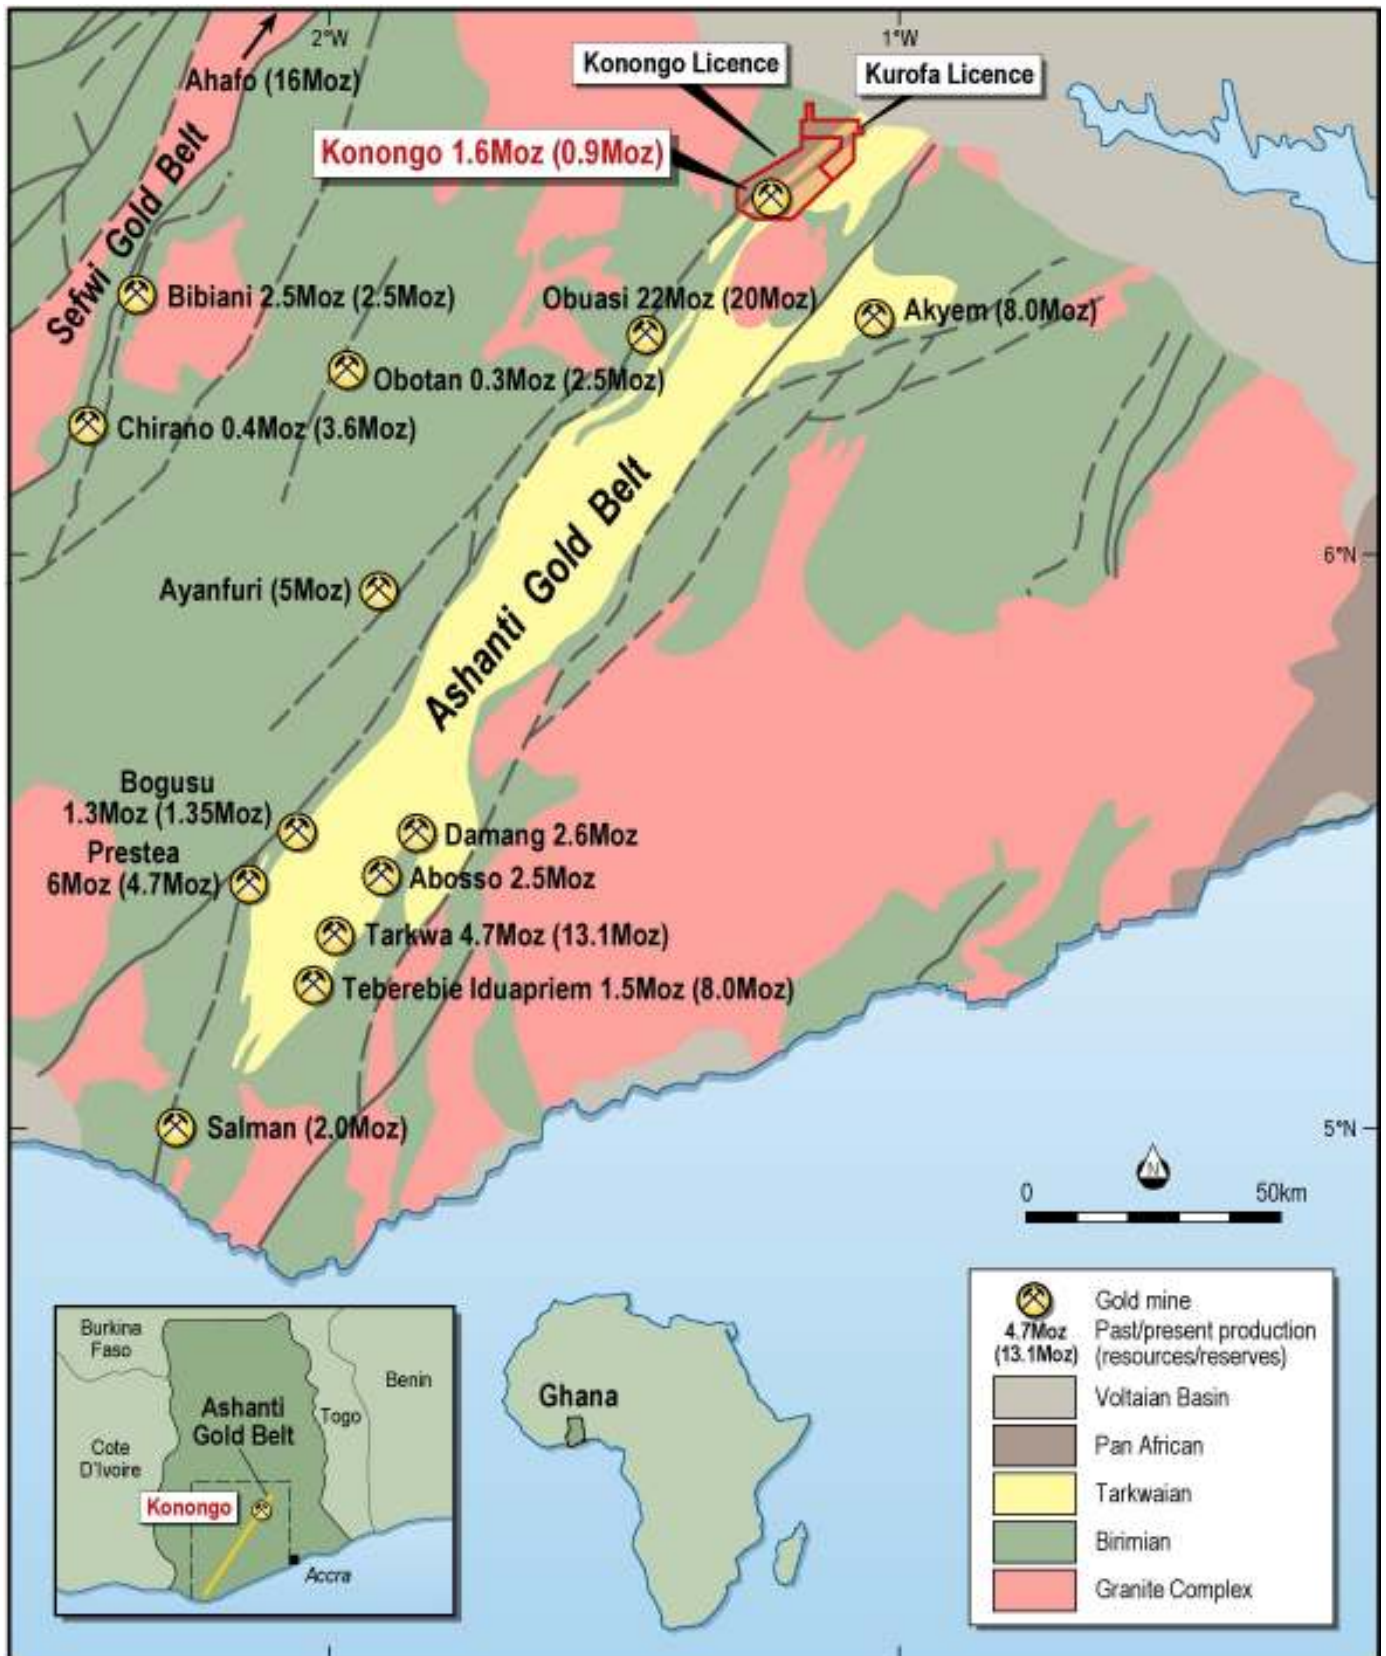 2°W
1°W
Ahafo (16Moz)
Konongo Licence
Kurofa Licence
Konongo 1.6Moz (0.9Moz)
Sefwi Gold Belt
Bibiani 2.5Moz (2.5Moz)
Obuasi 22Moz (20Moz)
Akyem (8.0Moz)
Obotan 0.3Moz (2.5Moz)
Chirano 0.4Moz (3.6Moz)
Ashanti Gold Belt
6°N
Ayanfuri (5Moz)
Bogusu
1.3Moz (1.35Moz)
Prestea
6Moz (4.7Moz)
Damang 2.6Moz
Abosso 2.5Moz
Tarkwa 4.7Moz (13.1Moz)
Teberebie Iduapriem 1.5Moz (8.0Moz)
Salman (2.0Moz)
5°N
N
0
50km
Gold mine
4.7Moz Past/present production
(13.1Moz) (resources/reserves)
Voltaian Basin
Pan African
Tarkwaian
Birimian
Granite Complex
Burkina
Faso
Benin
Ashanti
Gold Belt
Togo
Cote
D'Ivoire
Konongo
Accra
Ghana